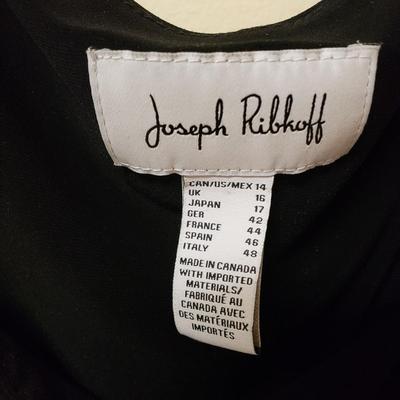 Joseph Ribkoff
CAN/US/MEX 14
UK 16
JAPAN 17
GER 42
FRANCE 44
SPAIN 46
ITALY 48
MADE IN CANADA
WITH IMPORTED
MATERIALS/
FABRIQUÉ AU
CANADA AVEC
DES MATÉRIAUX
IMPORTÉS